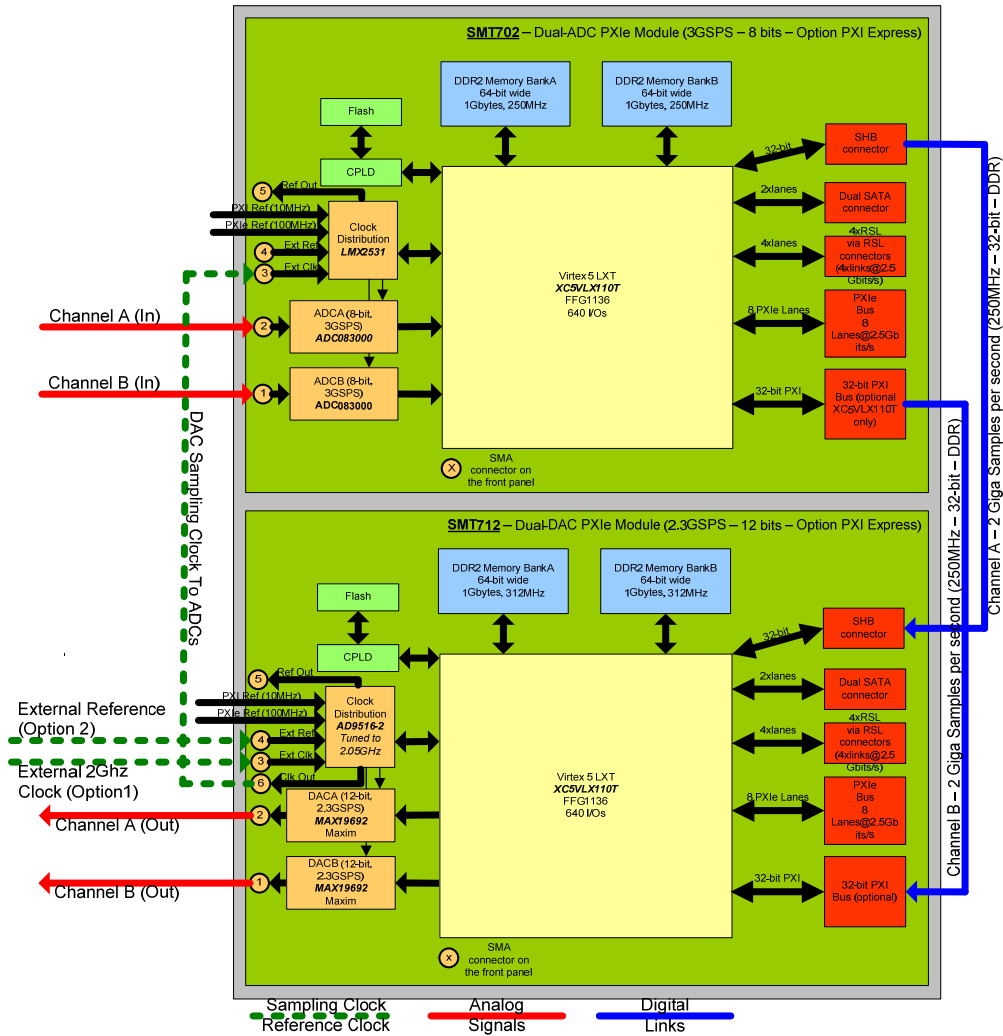 SMT702 – Dual-ADC PXIe Module (3GSPS – 8 bits – Option PXI Express)
DDR2 Memory BankA
64-bit wide
1Gbytes, 250MHz
DDR2 Memory BankB
64-bit wide
1Gbytes, 250MHz
Flash
CPLD
5
Ref Out
PXI Ref (10MHz)
PXIe Ref (100MHz)
4
Ext Ref
3
Ext Clk
Clock
Distribution
LMX2531
Channel A (In)
2
ADCA (8-bit,
3GSPS)
ADC083000
Channel B (In)
1
ADCB (8-bit,
3GSPS)
ADC083000
Virtex 5 LXT
XC5VLX110T
FFG1136
640 I/Os
32-bit
SHB
connector
2xlanes
Dual SATA
connector
4xlanes
4xRSL
via RSL
connectors
(4xlinks@2.5
Gbits/s)
8 PXIe Lanes
PXIe
Bus
8
Lanes@2.5Gb
its/s
32-bit PXI
32-bit PXI
Bus (optional
XC5VLX110T
only)
X
SMA
connector on
the front panel
DAC Sampling Clock To ADCs
Channel A – 2 Giga Samples per second (250MHz – 32-bit – DDR)
Channel B – 2 Giga Samples per second (250MHz – 32-bit – DDR)
SMT712 – Dual-DAC PXIe Module (2.3GSPS – 12 bits – Option PXI Express)
DDR2 Memory BankA
64-bit wide
1Gbytes, 312MHz
DDR2 Memory BankB
64-bit wide
1Gbytes, 312MHz
Flash
CPLD
5
Ref Out
PXI Ref (10MHz)
PXIe Ref (100MHz)
4
Ext Ref
3
Ext Clk
6
Clk Out
Clock
Distribution
AD9516-2
Tuned to
2.05GHz
External Reference
(Option 2)
External 2Ghz
Clock (Option1)
Channel A (Out)
2
DACA (12-bit,
2.3GSPS)
MAX19692
Maxim
Channel B (Out)
1
DACB (12-bit,
2.3GSPS)
MAX19692
Maxim
Virtex 5 LXT
XC5VLX110T
FFG1136
640 I/Os
32-bit
SHB
connector
2xlanes
Dual SATA
connector
4xlanes
4xRSL
via RSL
connectors
(4xlinks@2.5
Gbits/s)
8 PXIe Lanes
PXIe
Bus
8
Lanes@2.5Gb
its/s
32-bit PXI
32-bit PXI
Bus (optional)
x
SMA
connector on
the front panel
Sampling Clock
Reference Clock
Analog
Signals
Digital
Links